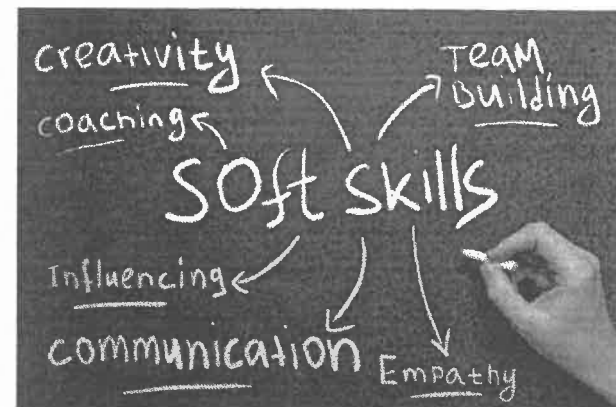 creativity
Team
Building
coaching
Soft skills
Influencing
communication
Empathy